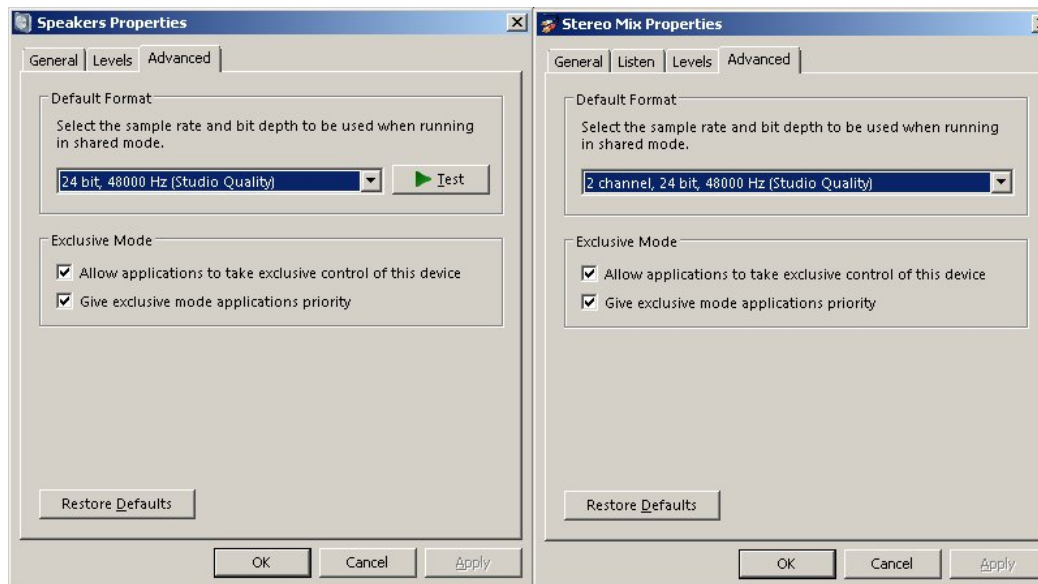 Speakers Properties
General
Levels
Advanced
Default Format
Select the sample rate and bit depth to be used when running
in shared mode.
24 bit, 48000 Hz (Studio Quality)
Test
Exclusive Mode
Allow applications to take exclusive control of this device
Give exclusive mode applications priority
Restore Defaults
OK
Cancel
Apply
Stereo Mix Properties
General
Listen
Levels
Advanced
Default Format
Select the sample rate and bit depth to be used when running
in shared mode.
2 channel, 24 bit, 48000 Hz (Studio Quality)
Exclusive Mode
Allow applications to take exclusive control of this device
Give exclusive mode applications priority
Restore Defaults
OK
Cancel
Apply